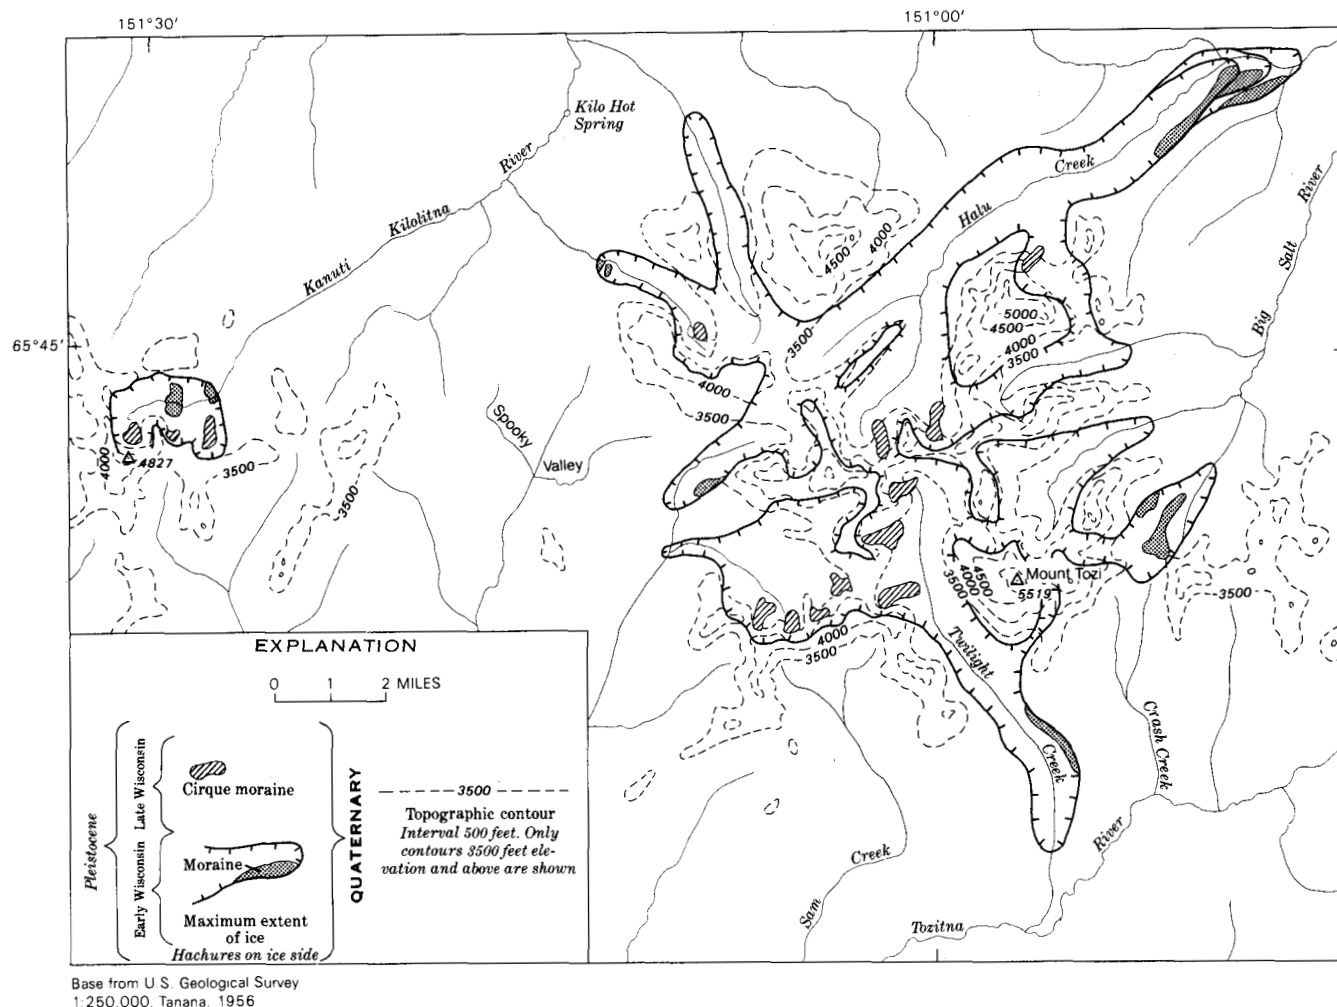 151°30'
151°00'
Kilo Hot
Spring
River
Kilolitna
Kanuti
Creek
Halu
River
Salt
Big
4500
4000
5000
4500
4000
3500
65°45'
3500
4000
3500
4000
4827
3500
3500
Spooky
Valley
4500
4000
3500
Mount Tozi
5519
3500
4000
3500
Twilight
Creek
Crash Creek
River
Creek
Sam
Tozitna
EXPLANATION
0 1 2 MILES
Pleistocene
Early Wisconsin Late Wisconsin
Cirque moraine
Moraine
Maximum extent
of ice
Hachures on ice side
QUATERNARY
3500
Topographic contour
Interval 500 feet. Only
contours 3500 feet ele-
vation and above are shown
Base from U.S. Geological Survey
1:250,000, Tanana, 1956